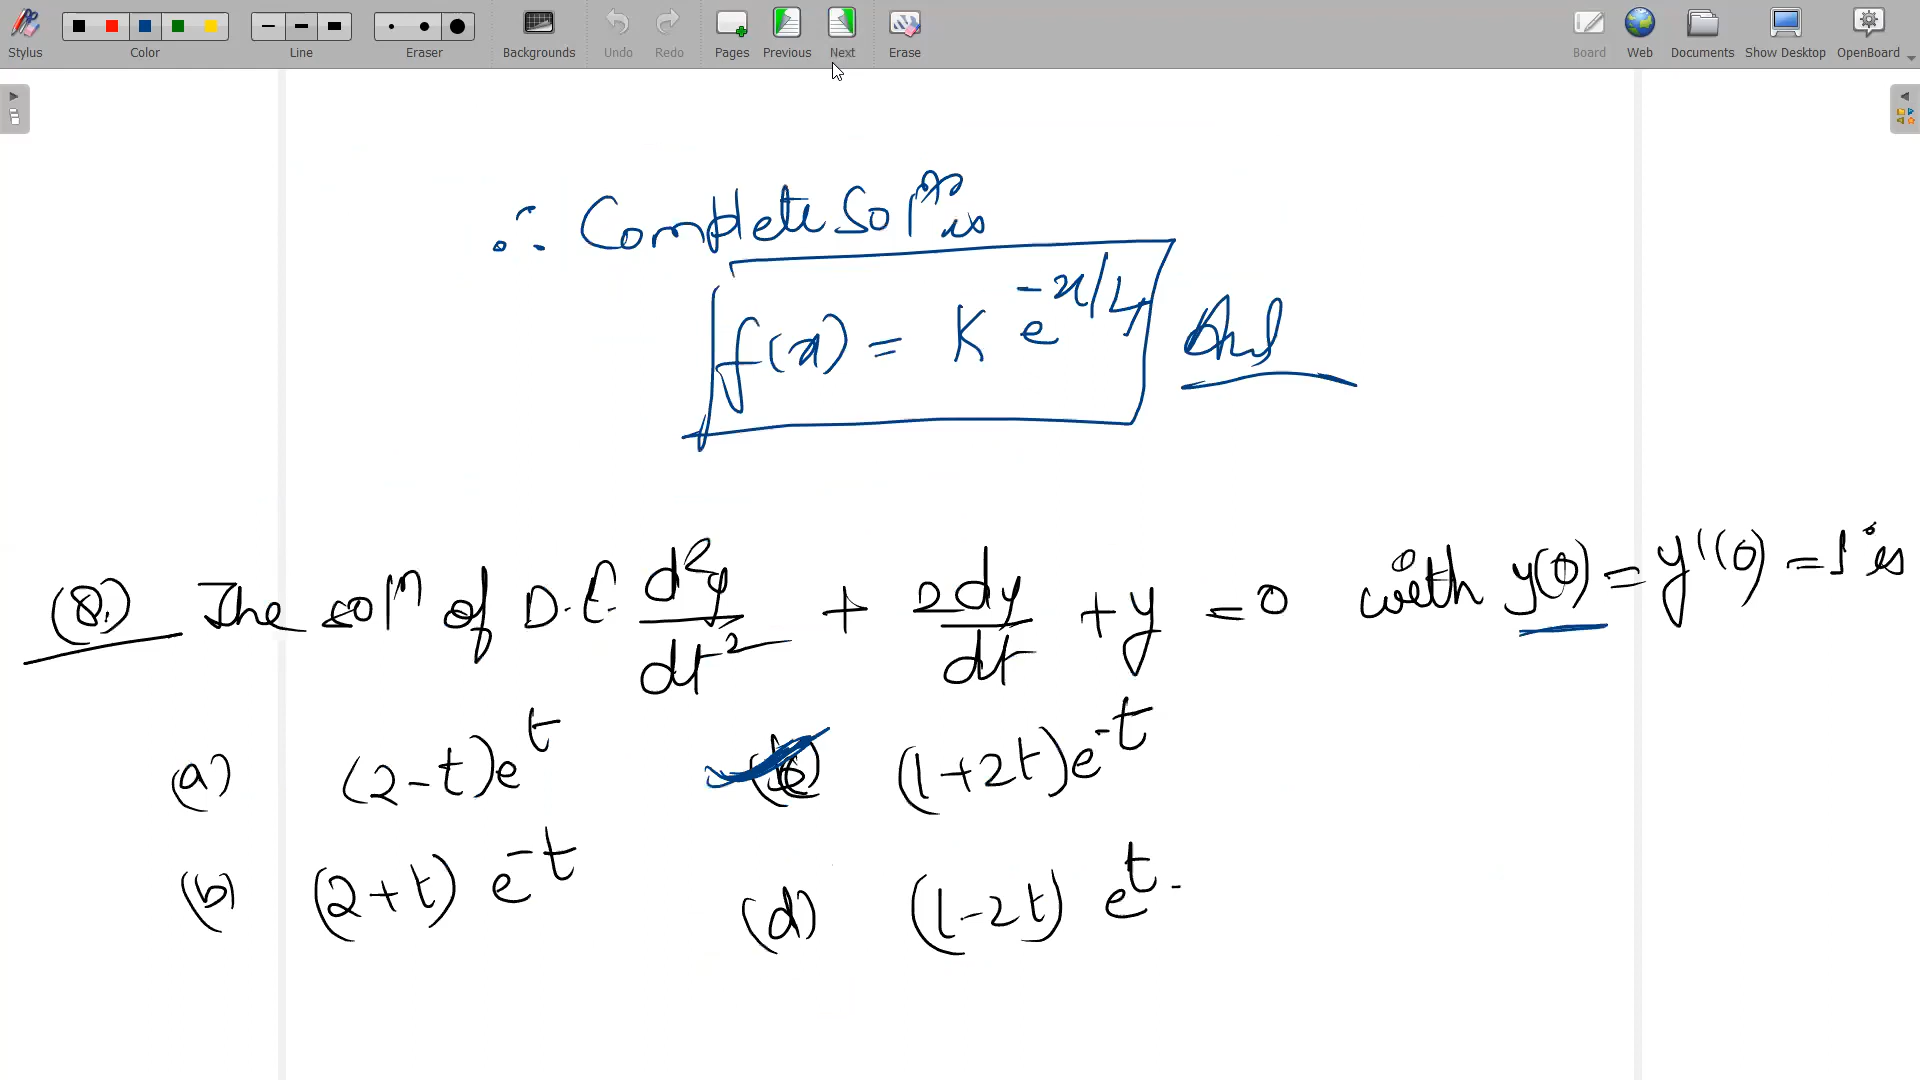 Stylus Color Line Eraser Backgrounds Undo Redo Pages Previous Next Erase Board Web Documents Show Desktop OpenBoard
∴ Complete Solⁿ is
f(x) = K e^{-x/L} Ans
(8.) The solⁿ of D.E. d²y/dt² + 2dy/dt + y = 0 with y(0) = y'(0) = 1 is
(a) (2-t)e^t (c) (1+2t)e^{-t}
(b) (2+t) e^{-t} (d) (1-2t) e^t.